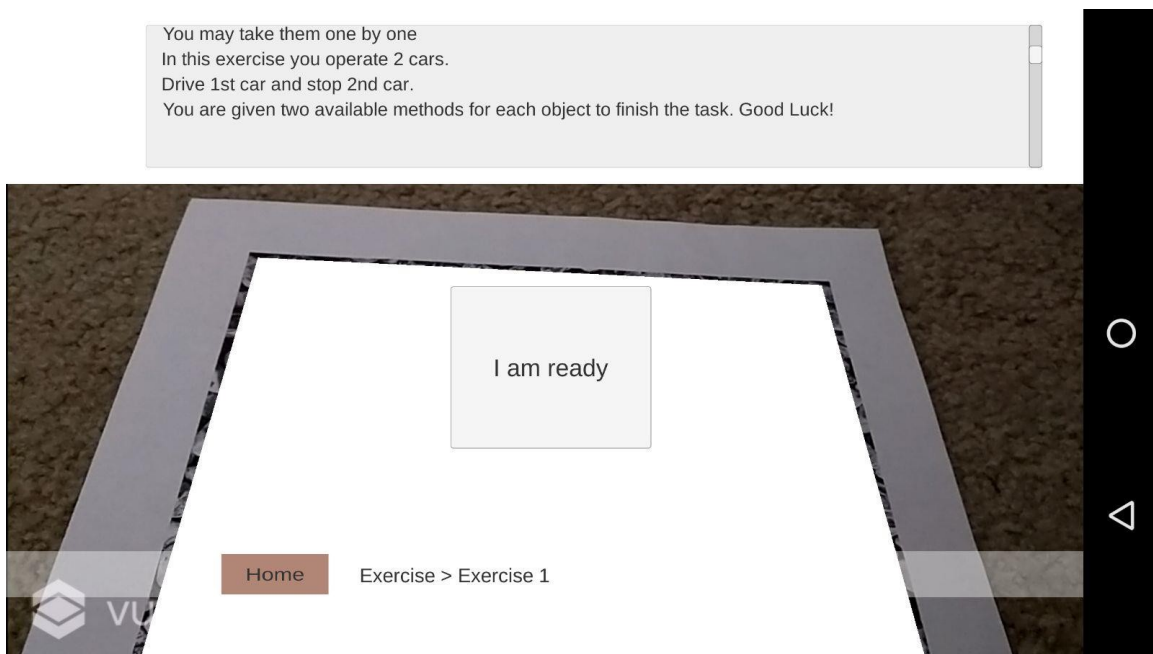 You may take them one by one
In this exercise you operate 2 cars.
Drive 1st car and stop 2nd car.
You are given two available methods for each object to finish the task. Good Luck!
I am ready
Home
Exercise > Exercise 1
VU